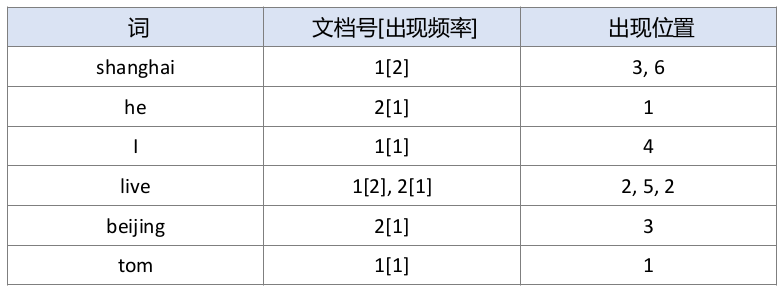 词 文档号[出现频率] 出现位置
shanghai 1[2] 3, 6
he 2[1] 1
I 1[1] 4
live 1[2], 2[1] 2, 5, 2
beijing 2[1] 3
tom 1[1] 1